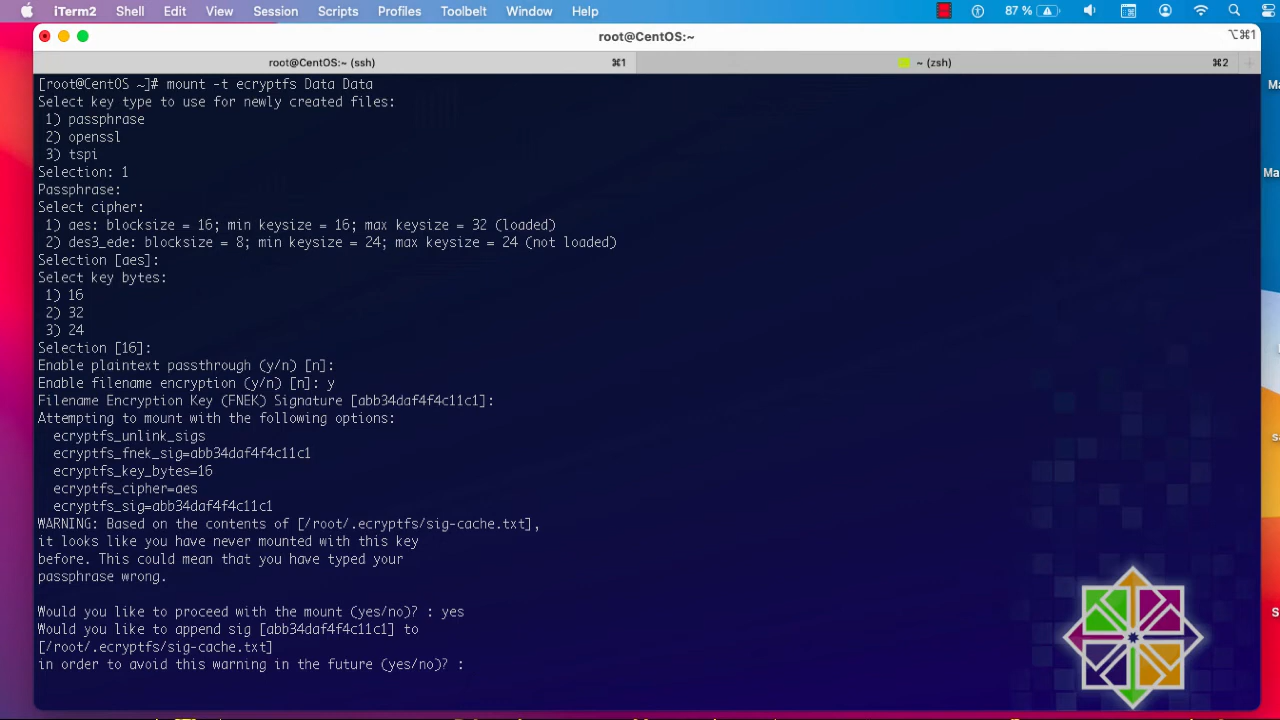 iTerm2 Shell Edit View Session Scripts Profiles Toolbelt Window Help 87 %
root@CentOS:~ ⌥⌘1
root@CentOS:~ (ssh) ⌘1 ~ (zsh) ⌘2 +
[root@CentOS ~]# mount -t ecryptfs Data Data
Select key type to use for newly created files:
1) passphrase
2) openssl
3) tspi
Selection: 1
Passphrase:
Select cipher:
1) aes: blocksize = 16; min keysize = 16; max keysize = 32 (loaded)
2) des3_ede: blocksize = 8; min keysize = 24; max keysize = 24 (not loaded)
Selection [aes]:
Select key bytes:
1) 16
2) 32
3) 24
Selection [16]:
Enable plaintext passthrough (y/n) [n]:
Enable filename encryption (y/n) [n]: y
Filename Encryption Key (FNEK) Signature [abb34daf4f4c11c1]:
Attempting to mount with the following options:
ecryptfs_unlink_sigs
ecryptfs_fnek_sig=abb34daf4f4c11c1
ecryptfs_key_bytes=16
ecryptfs_cipher=aes
ecryptfs_sig=abb34daf4f4c11c1
WARNING: Based on the contents of [/root/.ecryptfs/sig-cache.txt],
it looks like you have never mounted with this key
before. This could mean that you have typed your
passphrase wrong.
Would you like to proceed with the mount (yes/no)? : yes
Would you like to append sig [abb34daf4f4c11c1] to
[/root/.ecryptfs/sig-cache.txt]
in order to avoid this warning in the future (yes/no)? :